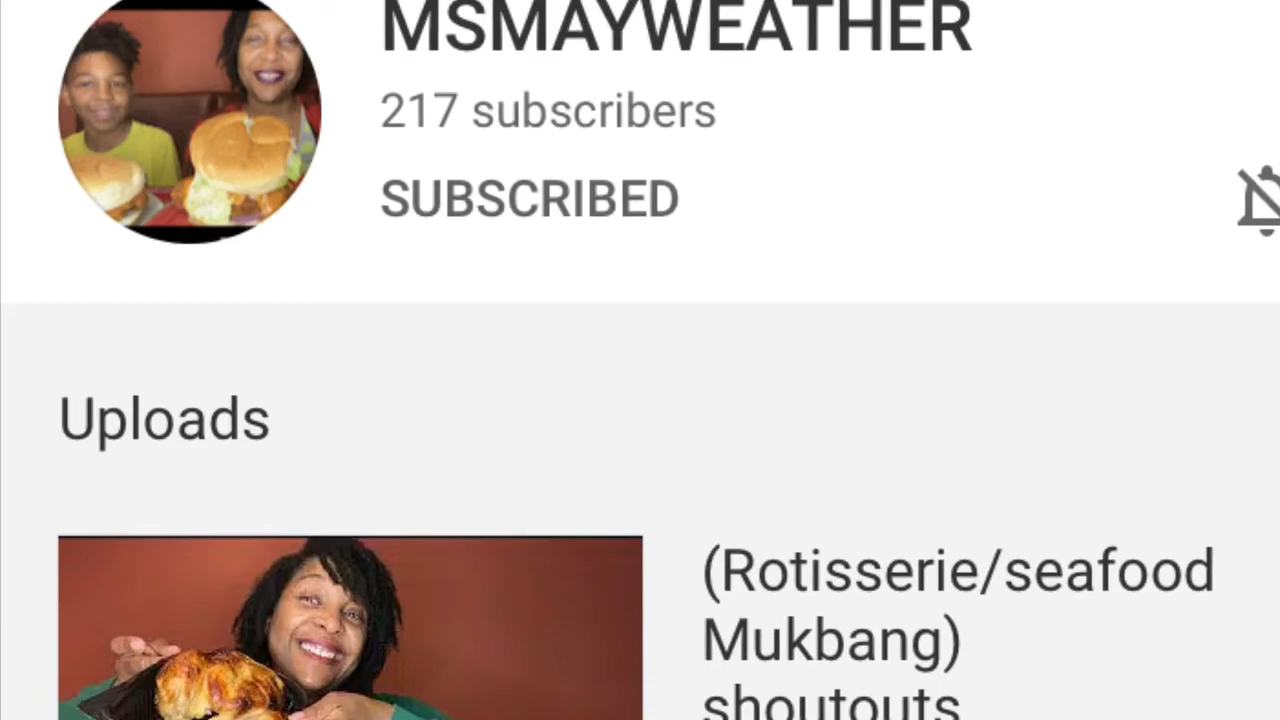 MSMAYWEATHER
217 subscribers
SUBSCRIBED
Uploads
(Rotisserie/seafood
Mukbang)
shoutouts